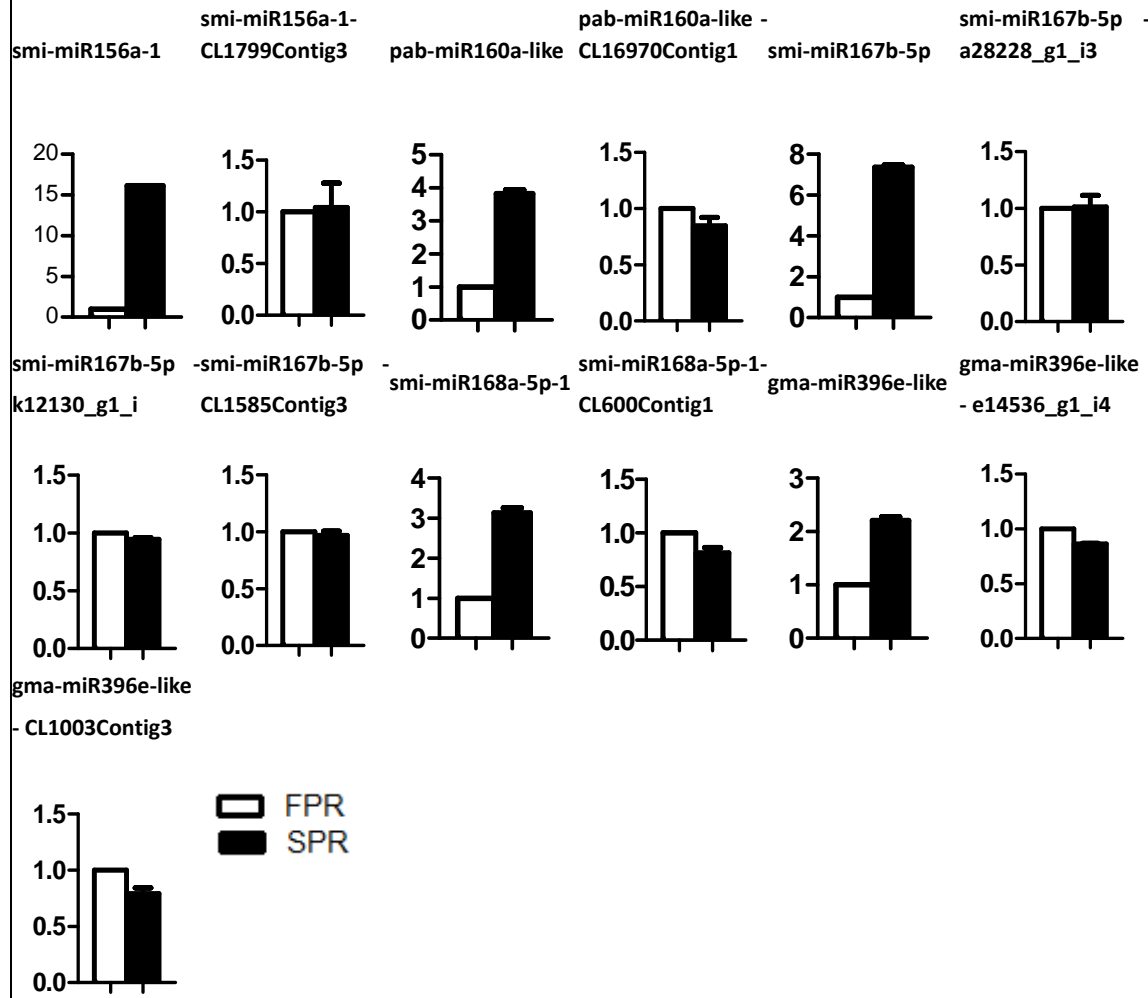 smi-miR156a-1
smi-miR156a-1-
CL1799Contig3
pab-miR160a-like
pab-miR160a-like -
CL16970Contig1
smi-miR167b-5p
smi-miR167b-5p -
a28228_g1_i3
20
15
10
5
0
1.5
1.0
0.5
0.0
5
4
3
2
1
0
1.5
1.0
0.5
0.0
8
6
4
2
0
1.5
1.0
0.5
0.0
smi-miR167b-5p -
k12130_g1_i
smi-miR167b-5p -
CL1585Contig3
smi-miR168a-5p-1
smi-miR168a-5p-1-
CL600Contig1
gma-miR396e-like
gma-miR396e-like
- e14536_g1_i4
1.5
1.0
0.5
0.0
1.5
1.0
0.5
0.0
4
3
2
1
0
1.5
1.0
0.5
0.0
3
2
1
0
1.5
1.0
0.5
0.0
gma-miR396e-like
- CL1003Contig3
1.5
1.0
0.5
0.0
FPR
SPR